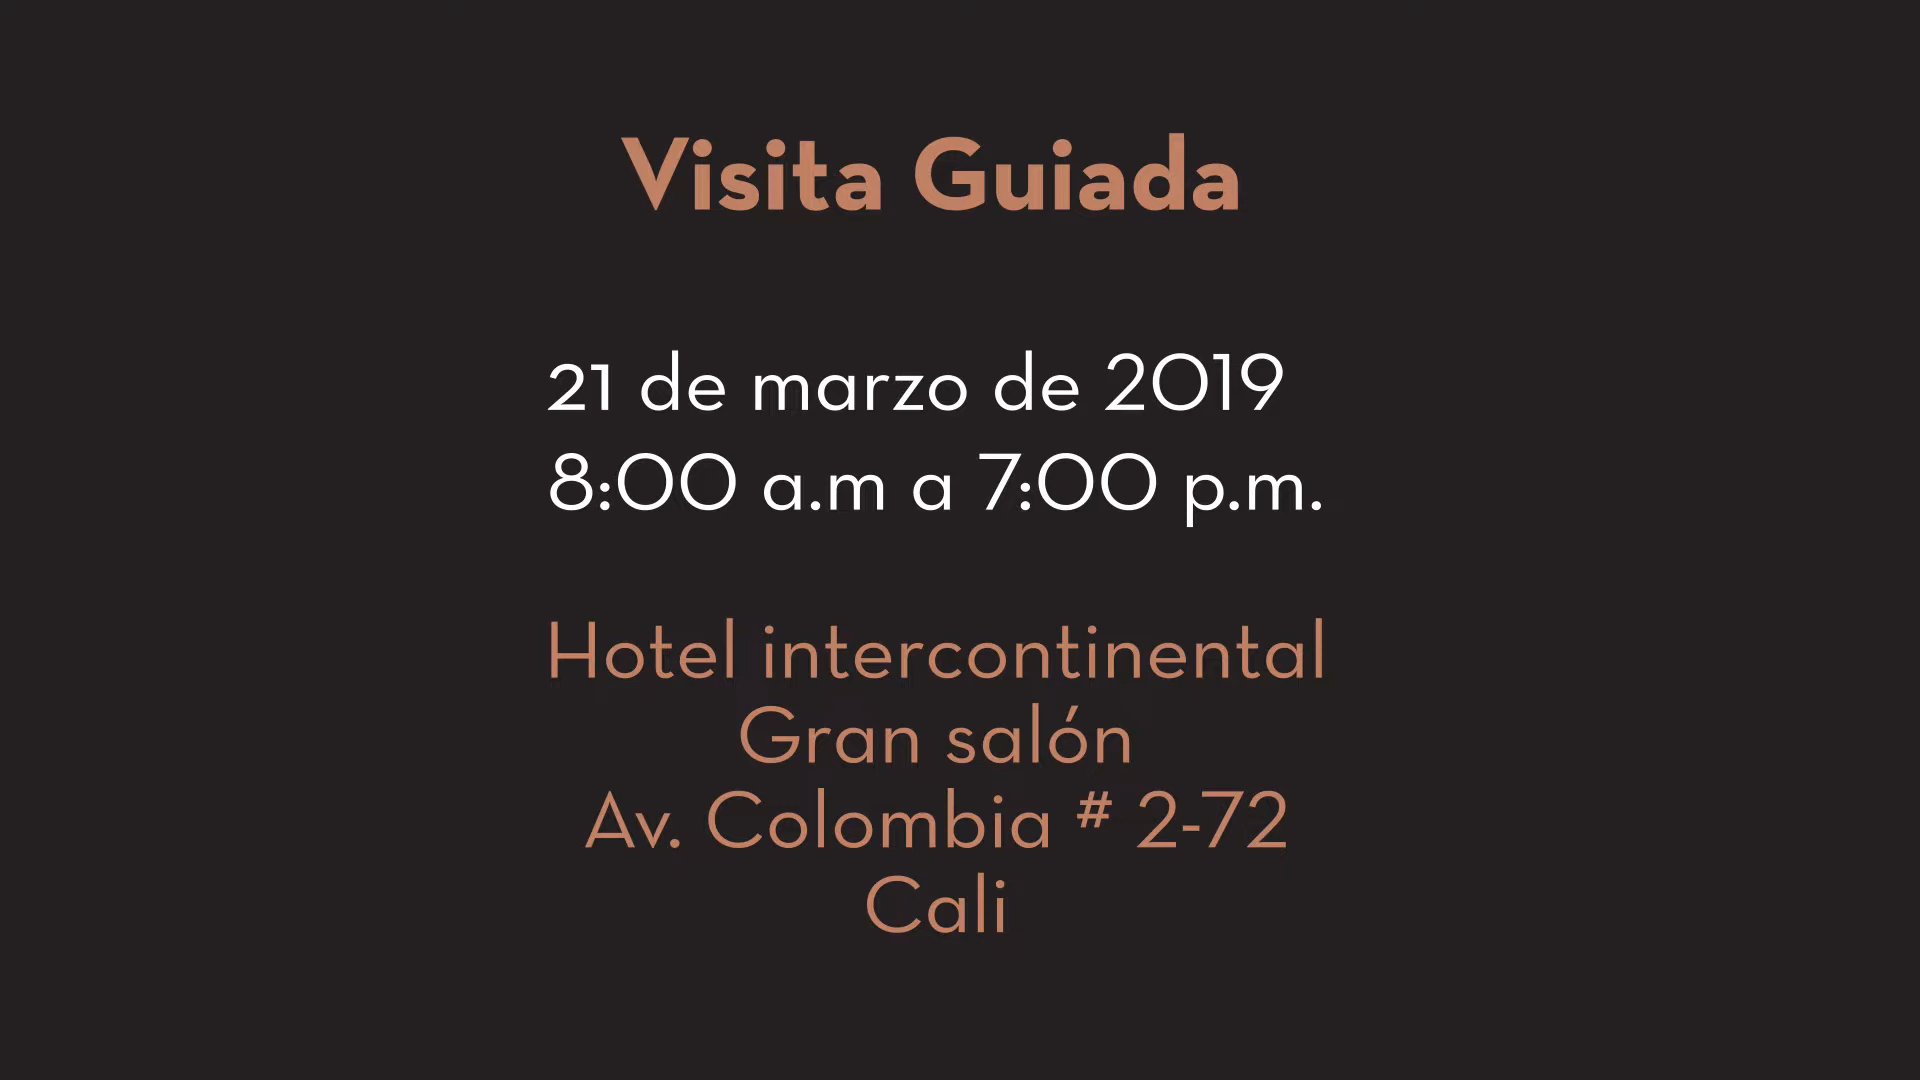 Visita Guiada
21 de marzo de 2019
8:00 a.m a 7:00 p.m.
Hotel intercontinental
Gran salón
Av. Colombia # 2-72
Cali